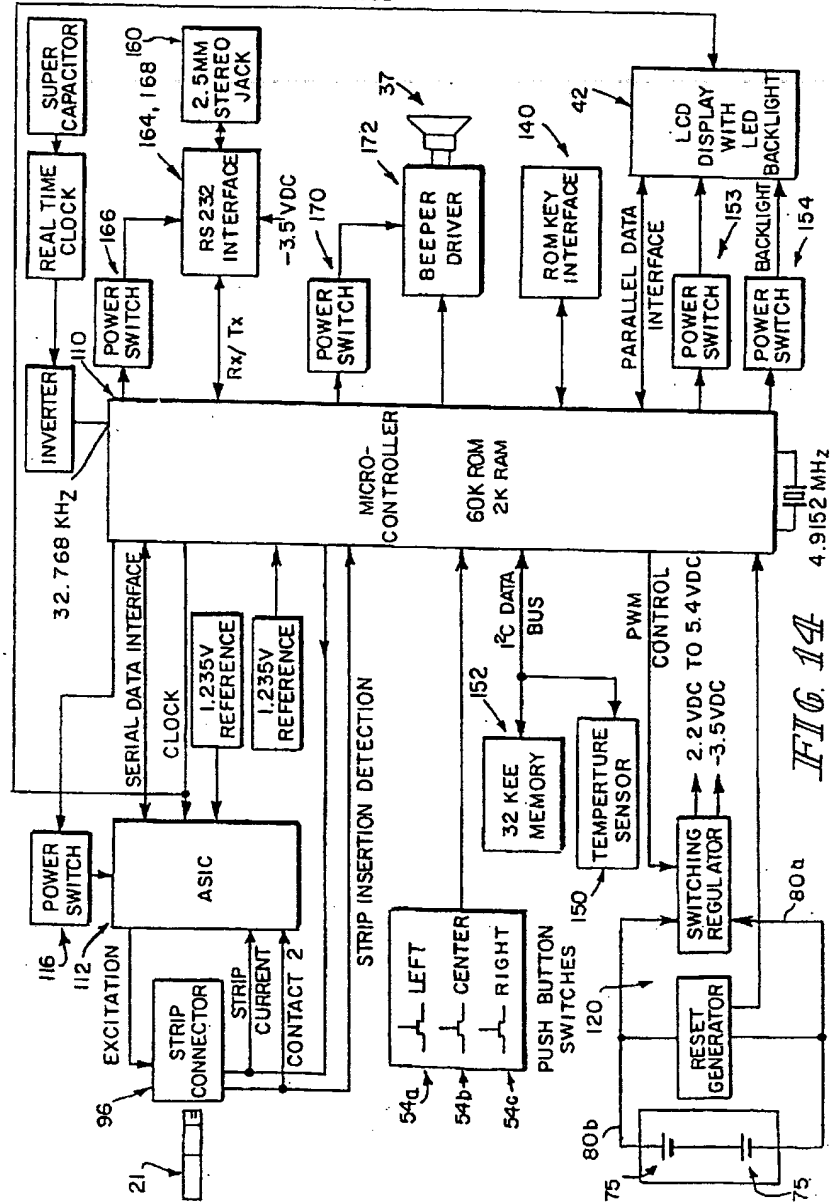 SUPER
CAPACITOR
REAL TIME
CLOCK
INVERTER
32.768 KHZ
110
POWER
SWITCH
166
RS 232
INTERFACE
164, 168
2.5MM
STEREO
JACK
160
-3.5VDC
RX/TX
POWER
SWITCH
170
BEEPER
DRIVER
172
37
ROM KEY
INTERFACE
140
PARALLEL DATA
INTERFACE
LCD
DISPLAY
WITH
LED
BACKLIGHT
42
POWER
SWITCH
153
BACKLIGHT
POWER
SWITCH
154
MICRO-
CONTROLLER
60K ROM
2K RAM
4.9152 MHZ
POWER
SWITCH
116
SERIAL DATA INTERFACE
CLOCK
1.235V
REFERENCE
1.235V
REFERENCE
ASIC
112
EXCITATION
STRIP
CONNECTOR
96
21
STRIP
CURRENT
CONTACT 2
STRIP INSERTION DETECTION
LEFT
CENTER
RIGHT
54a
54b
54c
PUSH BUTTON
SWITCHES
I²C DATA
BUS
32 KEE
MEMORY
152
TEMPERTURE
SENSOR
150
PWM
CONTROL
SWITCHING
REGULATOR
2.2 VDC TO 5.4 VDC
-3.5VDC
120
RESET
GENERATOR
80a
80b
75
75
FIG. 14